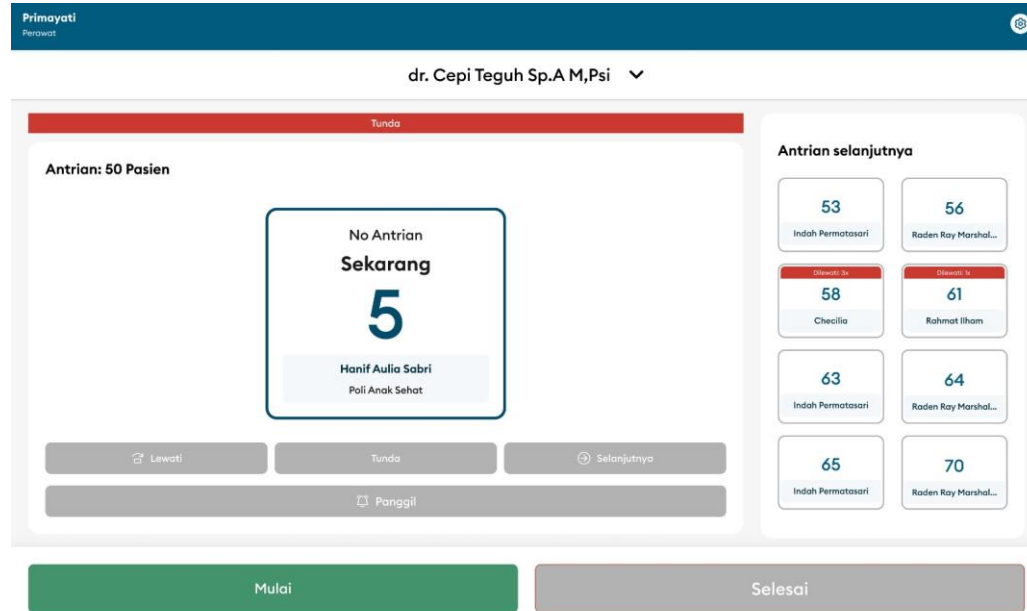 Primayati
Perawat
dr. Cepi Teguh Sp.A M,Psi
Tunda
Antrian: 50 Pasien
No Antrian
Sekarang
5
Hanif Aulia Sabri
Poli Anak Sehat
Lewati
Tunda
Selanjutnya
Panggil
Antrian selanjutnya
53
Indah Permatasari
56
Raden Ray Marshal...
Dilewati: 3x
58
Checilia
Dilewati: 1x
61
Rahmat Ilham
63
Indah Permatasari
64
Raden Ray Marshal...
65
Indah Permatasari
70
Raden Ray Marshal...
Mulai
Selesai